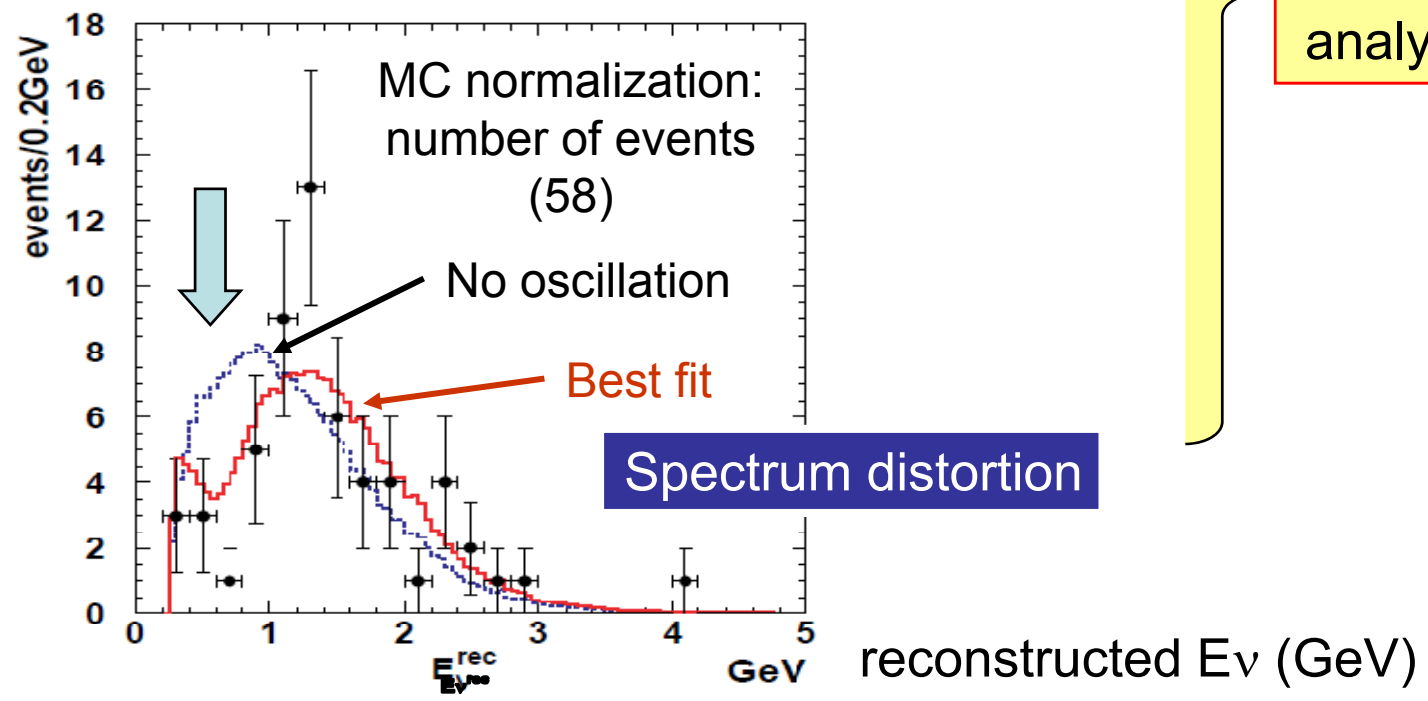 analy
18
16
14
12
10
8
6
4
2
0
events/0.2GeV
MC normalization:
number of events
(58)
No oscillation
Best fit
Spectrum distortion
0 1 2 3 4 5
E rec
GeV
reconstructed Eν (GeV)